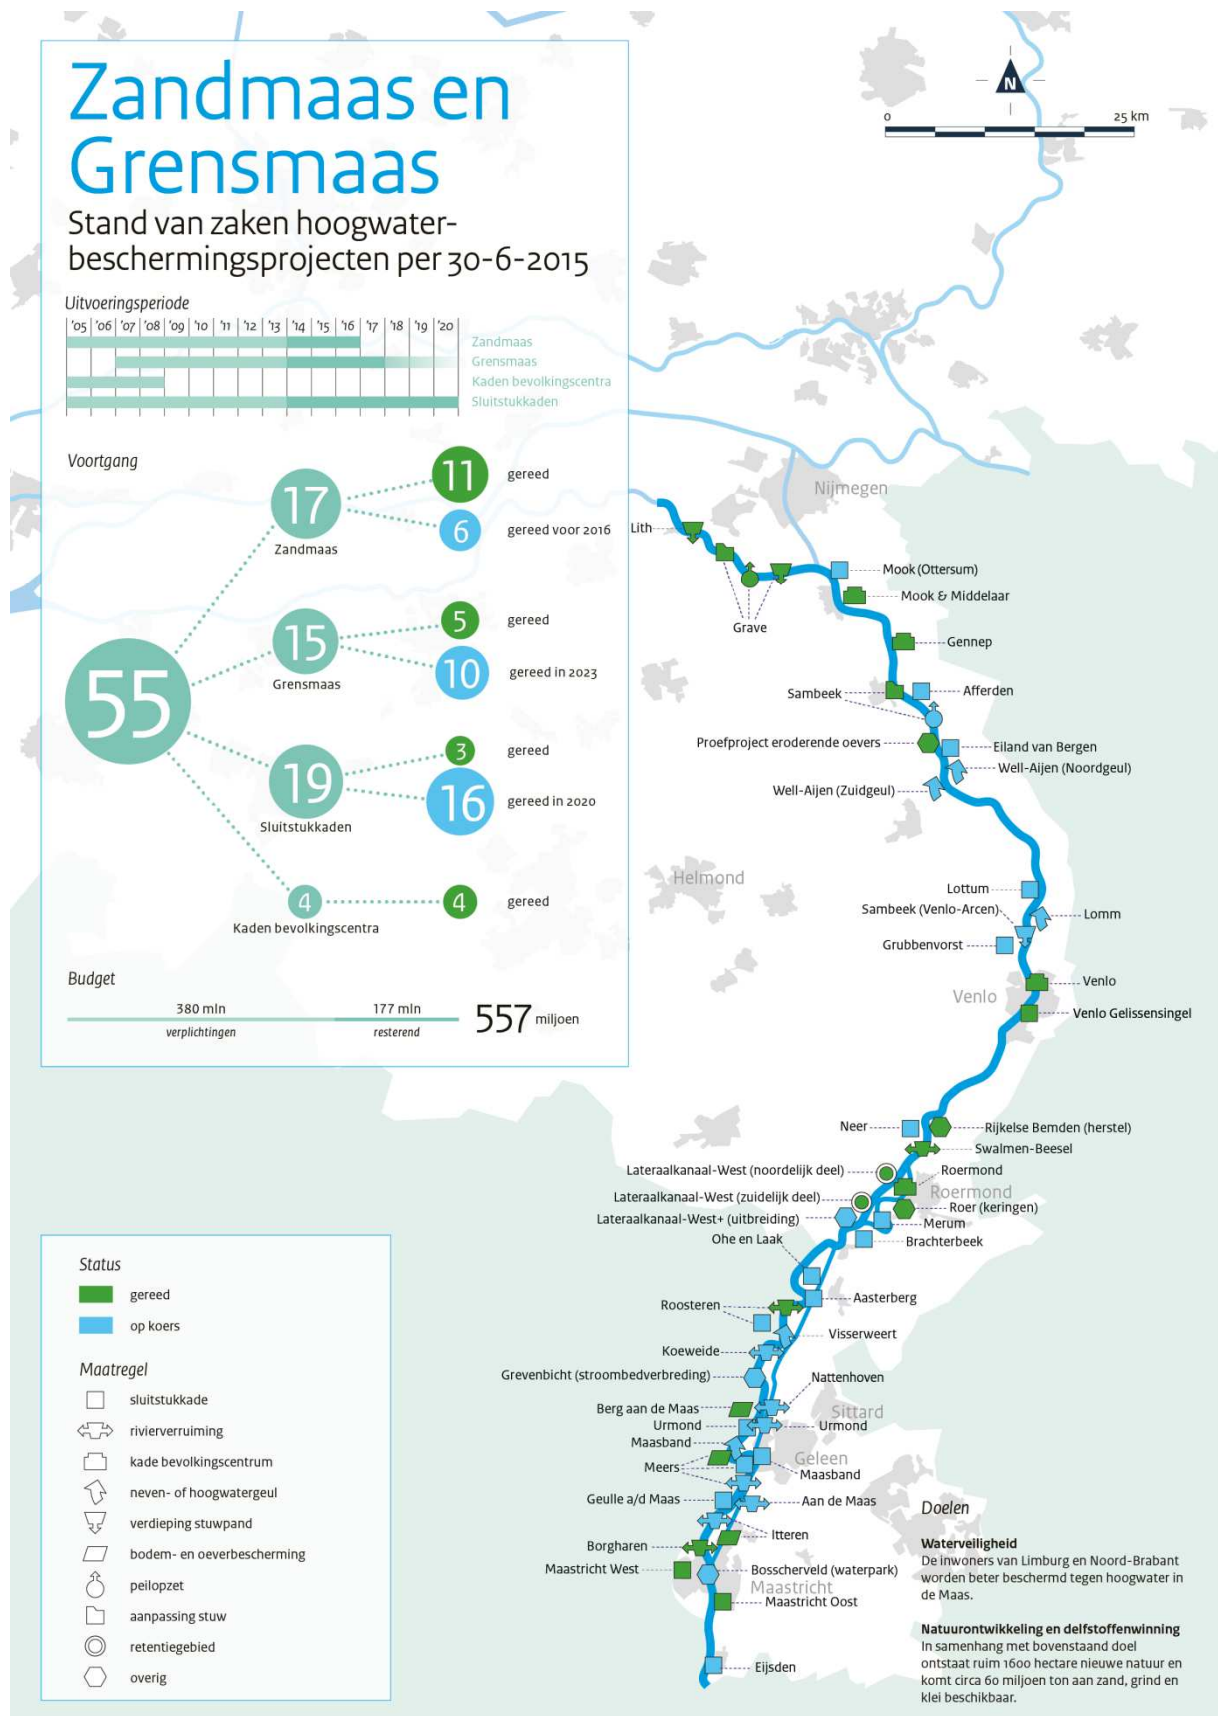 Zandmaas en
Grensmaas
Stand van zaken hoogwater-
beschermingsprojecten per 30-6-2015
Uitvoeringsperiode
'05 '06 '07 '08 '09 '10 '11 '12 '13 '14 '15 '16 '17 '18 '19 '20
Zandmaas
Grensmaas
Kaden bevolkingscentra
Sluitstukkaden
Voortgang
55
17
Zandmaas
11 gereed
6 gereed voor 2016
15
Grensmaas
5 gereed
10 gereed in 2023
19
Sluitstukkaden
3 gereed
16 gereed in 2020
4
Kaden bevolkingscentra
4 gereed
Budget
380 mln
verplichtingen
177 mln
resterend
557 miljoen
Status
gereed
op koers
Maatregel
sluitstukkade
rivierverruiming
kade bevolkingscentrum
neven- of hoogwatergeul
verdieping stuwpand
bodem- en oeverbescherming
peilopzet
aanpassing stuw
retentiegebied
overig
N
0 25 km
Nijmegen
Lith
Mook (Ottersum)
Mook & Middelaar
Grave
Gennep
Sambeek
Afferden
Proefproject eroderende oevers
Eiland van Bergen
Well-Aijen (Noordgeul)
Well-Aijen (Zuidgeul)
Helmond
Lottum
Sambeek (Venlo-Arcen)
Lomm
Grubbenvorst
Venlo
Venlo
Venlo Gelissensingel
Neer
Rijkelse Bemden (herstel)
Swalmen-Beesel
Lateraalkanaal-West (noordelijk deel)
Roermond
Roermond
Lateraalkanaal-West (zuidelijk deel)
Roer (keringen)
Lateraalkanaal-West+ (uitbreiding)
Merum
Ohe en Laak
Brachterbeek
Aasterberg
Roosteren
Visserweert
Koeweide
Grevenbicht (stroombedverbreding)
Nattenhoven
Berg aan de Maas
Sittard
Urmond
Urmond
Maasband
Geleen
Meers
Maasband
Geulle a/d Maas
Aan de Maas
Itteren
Borgharen
Maastricht West
Bosscherveld (waterpark)
Maastricht
Maastricht Oost
Eijsden
Doelen
Waterveiligheid
De inwoners van Limburg en Noord-Brabant
worden beter beschermd tegen hoogwater in
de Maas.
Natuurontwikkeling en delfstoffenwinning
In samenhang met bovenstaand doel
ontstaat ruim 1600 hectare nieuwe natuur en
komt circa 60 miljoen ton aan zand, grind en
klei beschikbaar.